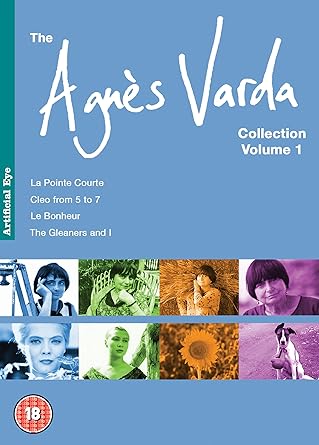 The
Agnès Varda
Collection
Volume 1
La Pointe Courte
Cleo from 5 to 7
Le Bonheur
The Gleaners and I
Artificial Eye
18